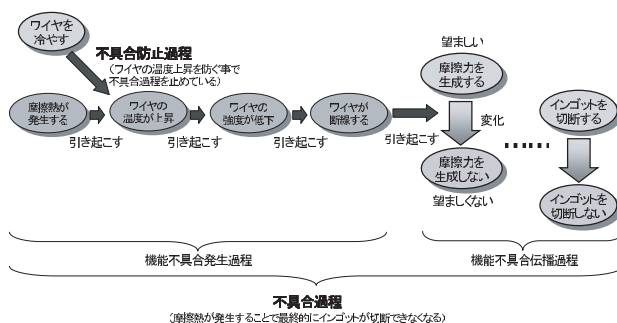 ワイヤを
冷やす
不具合防止過程
(ワイヤの温度上昇を防ぐ事で
不具合過程を止めている)
摩擦熱が
発生する
引き起こす
ワイヤの
温度が上昇
引き起こす
ワイヤの
強度が低下
引き起こす
ワイヤが
断線する
引き起こす
望ましい
摩擦力を
生成する
変化
摩擦力を
生成しない
望ましくない
インゴットを
切断する
インゴットを
切断しない
機能不具合発生過程
機能不具合伝播過程
不具合過程
(摩擦熱が発生することで最終的にインゴットが切断できなくなる)